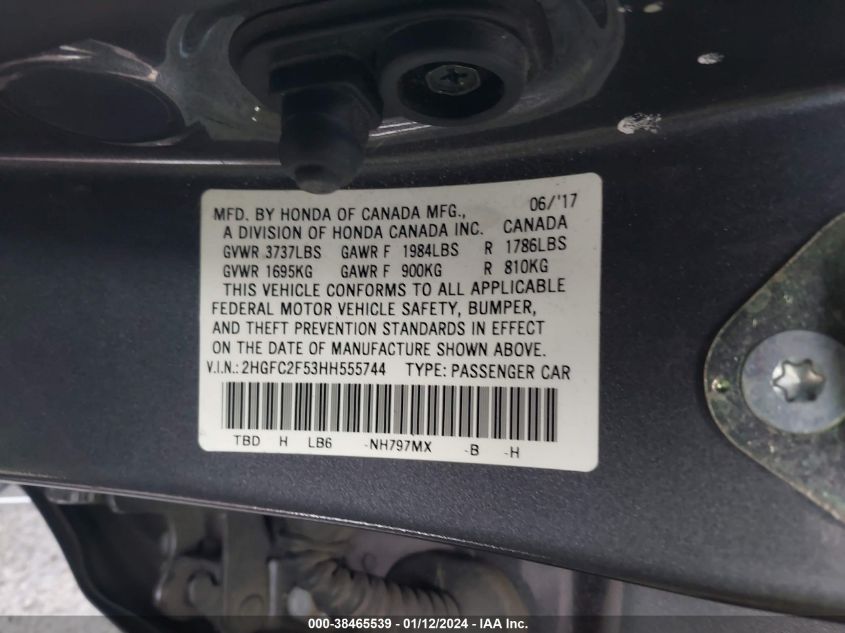 MFD. BY HONDA OF CANADA MFG., 06/'17
A DIVISION OF HONDA CANADA INC. CANADA
GVWR 3737LBS GAWR F 1984LBS R 1786LBS
GVWR 1695KG GAWR F 900KG R 810KG
THIS VEHICLE CONFORMS TO ALL APPLICABLE
FEDERAL MOTOR VEHICLE SAFETY, BUMPER,
AND THEFT PREVENTION STANDARDS IN EFFECT
ON THE DATE OF MANUFACTURE SHOWN ABOVE.
V.I.N.: 2HGFC2F53HH555744 TYPE: PASSENGER CAR
TBD H LB6 -NH797MX -B -H
000-38465539 - 01/12/2024 - IAA Inc.